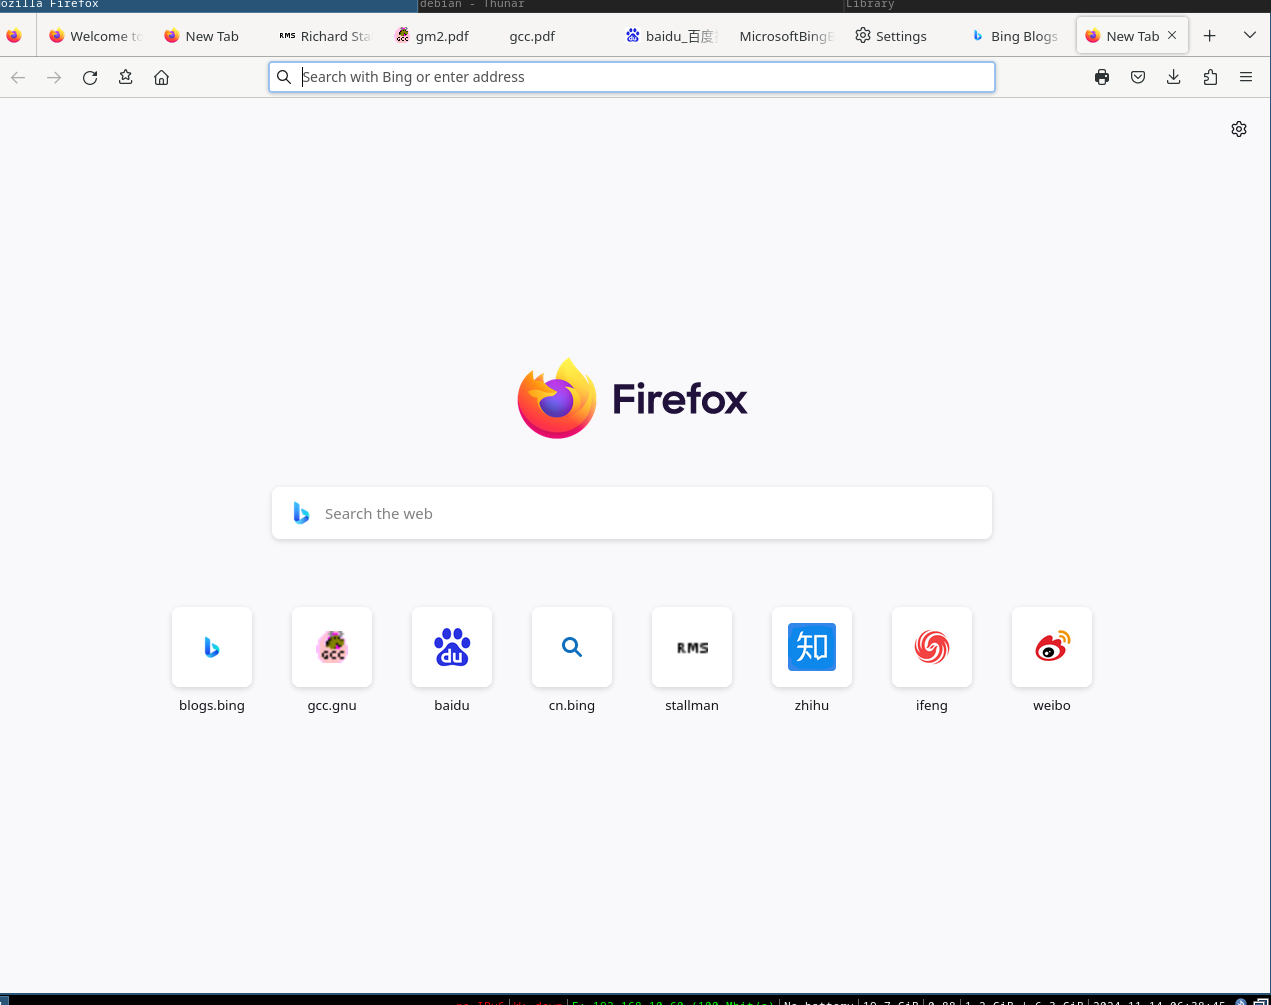 ozilla Firefox debian - Thunar Library
Welcome to New Tab RMS Richard Sta gm2.pdf gcc.pdf baidu_百度 MicrosoftBingB Settings Bing Blogs New Tab
Search with Bing or enter address
Firefox
Search the web
GCC du RMS 知
blogs.bing gcc.gnu baidu cn.bing stallman zhihu ifeng weibo